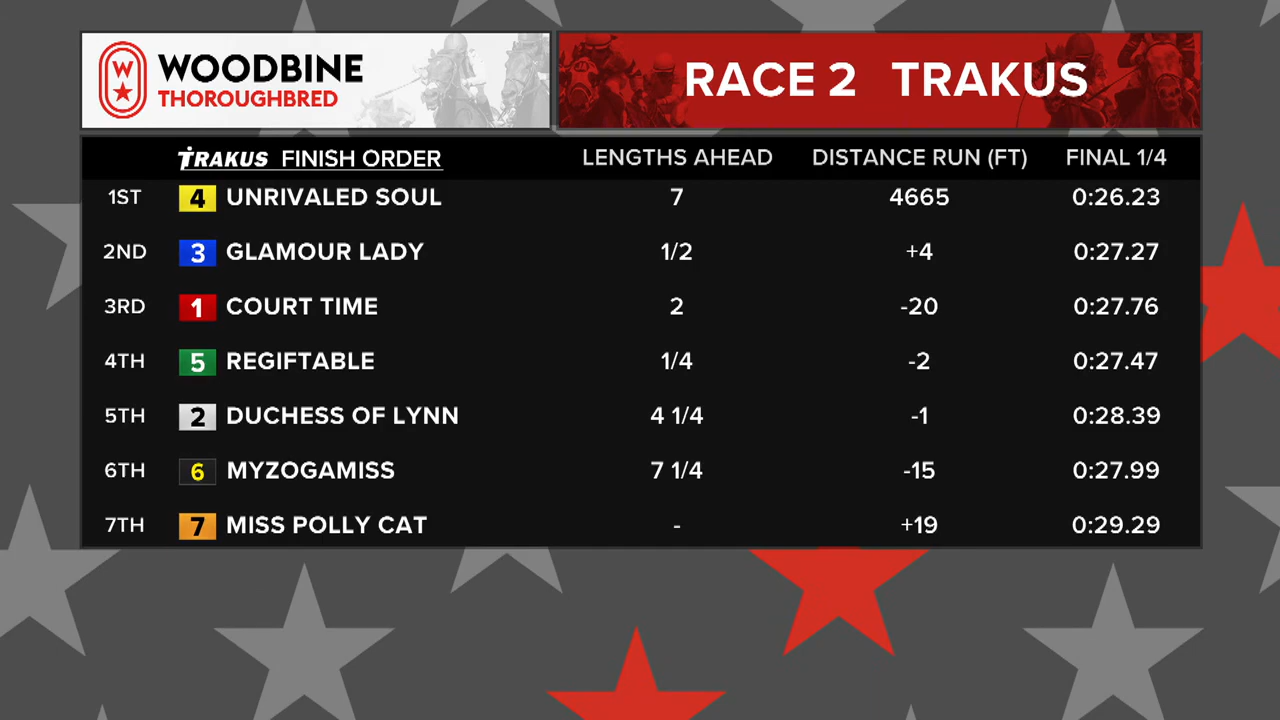 W
WOODBINE
THOROUGHBRED
RACE 2 TRAKUS
TRAKUS FINISH ORDER LENGTHS AHEAD DISTANCE RUN (FT) FINAL 1/4
1ST 4 UNRIVALED SOUL 7 4665 0:26.23
2ND 3 GLAMOUR LADY 1/2 +4 0:27.27
3RD 1 COURT TIME 2 -20 0:27.76
4TH 5 REGIFTABLE 1/4 -2 0:27.47
5TH 2 DUCHESS OF LYNN 4 1/4 -1 0:28.39
6TH 6 MYZOGAMISS 7 1/4 -15 0:27.99
7TH 7 MISS POLLY CAT - +19 0:29.29